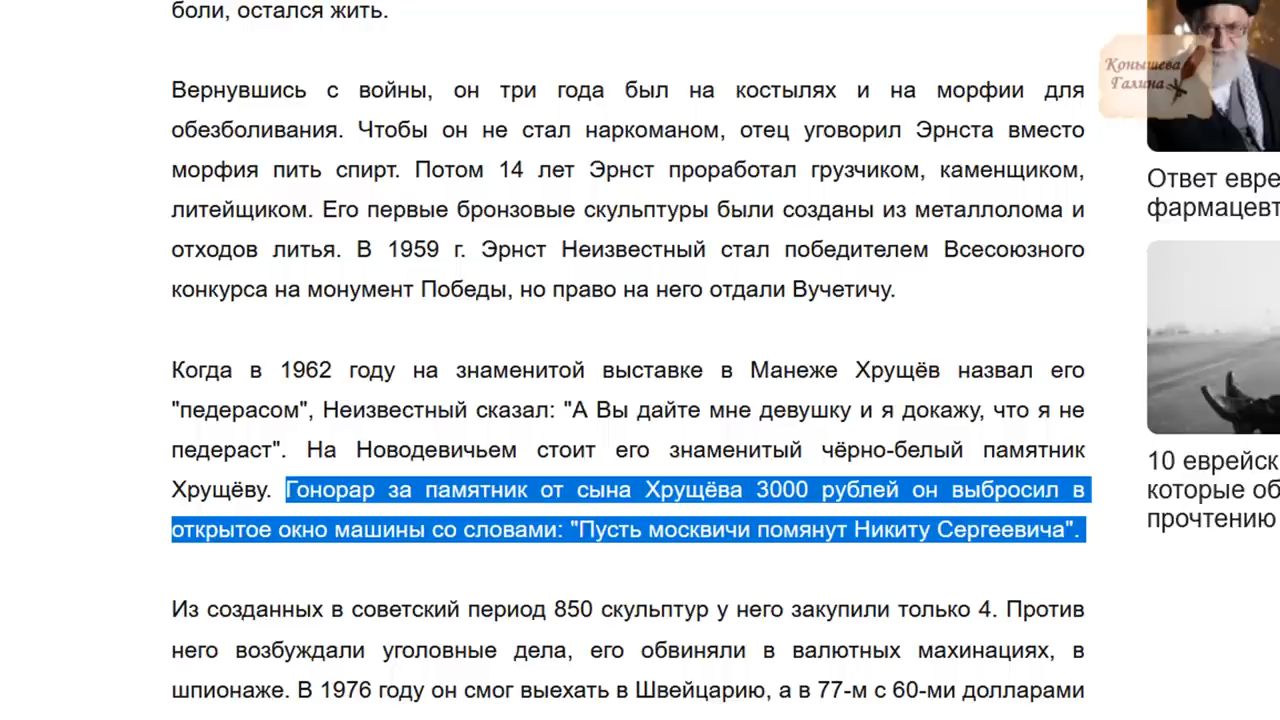 боли, остался жить.
Вернувшись с войны, он три года был на костылях и на морфии для
обезболивания. Чтобы он не стал наркоманом, отец уговорил Эрнста вместо
морфия пить спирт. Потом 14 лет Эрнст проработал грузчиком, каменщиком,
литейщиком. Его первые бронзовые скульптуры были созданы из металлолома и
отходов литья. В 1959 г. Эрнст Неизвестный стал победителем Всесоюзного
конкурса на монумент Победы, но право на него отдали Вучетичу.
Когда в 1962 году на знаменитой выставке в Манеже Хрущёв назвал его
"педерасом", Неизвестный сказал: "А Вы дайте мне девушку и я докажу, что я не
педераст". На Новодевичьем стоит его знаменитый чёрно-белый памятник
Хрущёву. Гонорар за памятник от сына Хрущёва 3000 рублей он выбросил в
открытое окно машины со словами: "Пусть москвичи помянут Никиту Сергеевича".
Из созданных в советский период 850 скульптур у него закупили только 4. Против
него возбуждали уголовные дела, его обвиняли в валютных махинациях, в
шпионаже. В 1976 году он смог выехать в Швейцарию, а в 77-м с 60-ми долларами
Конышева
Галина
Ответ евре
фармацевт
10 еврейск
которые об
прочтению